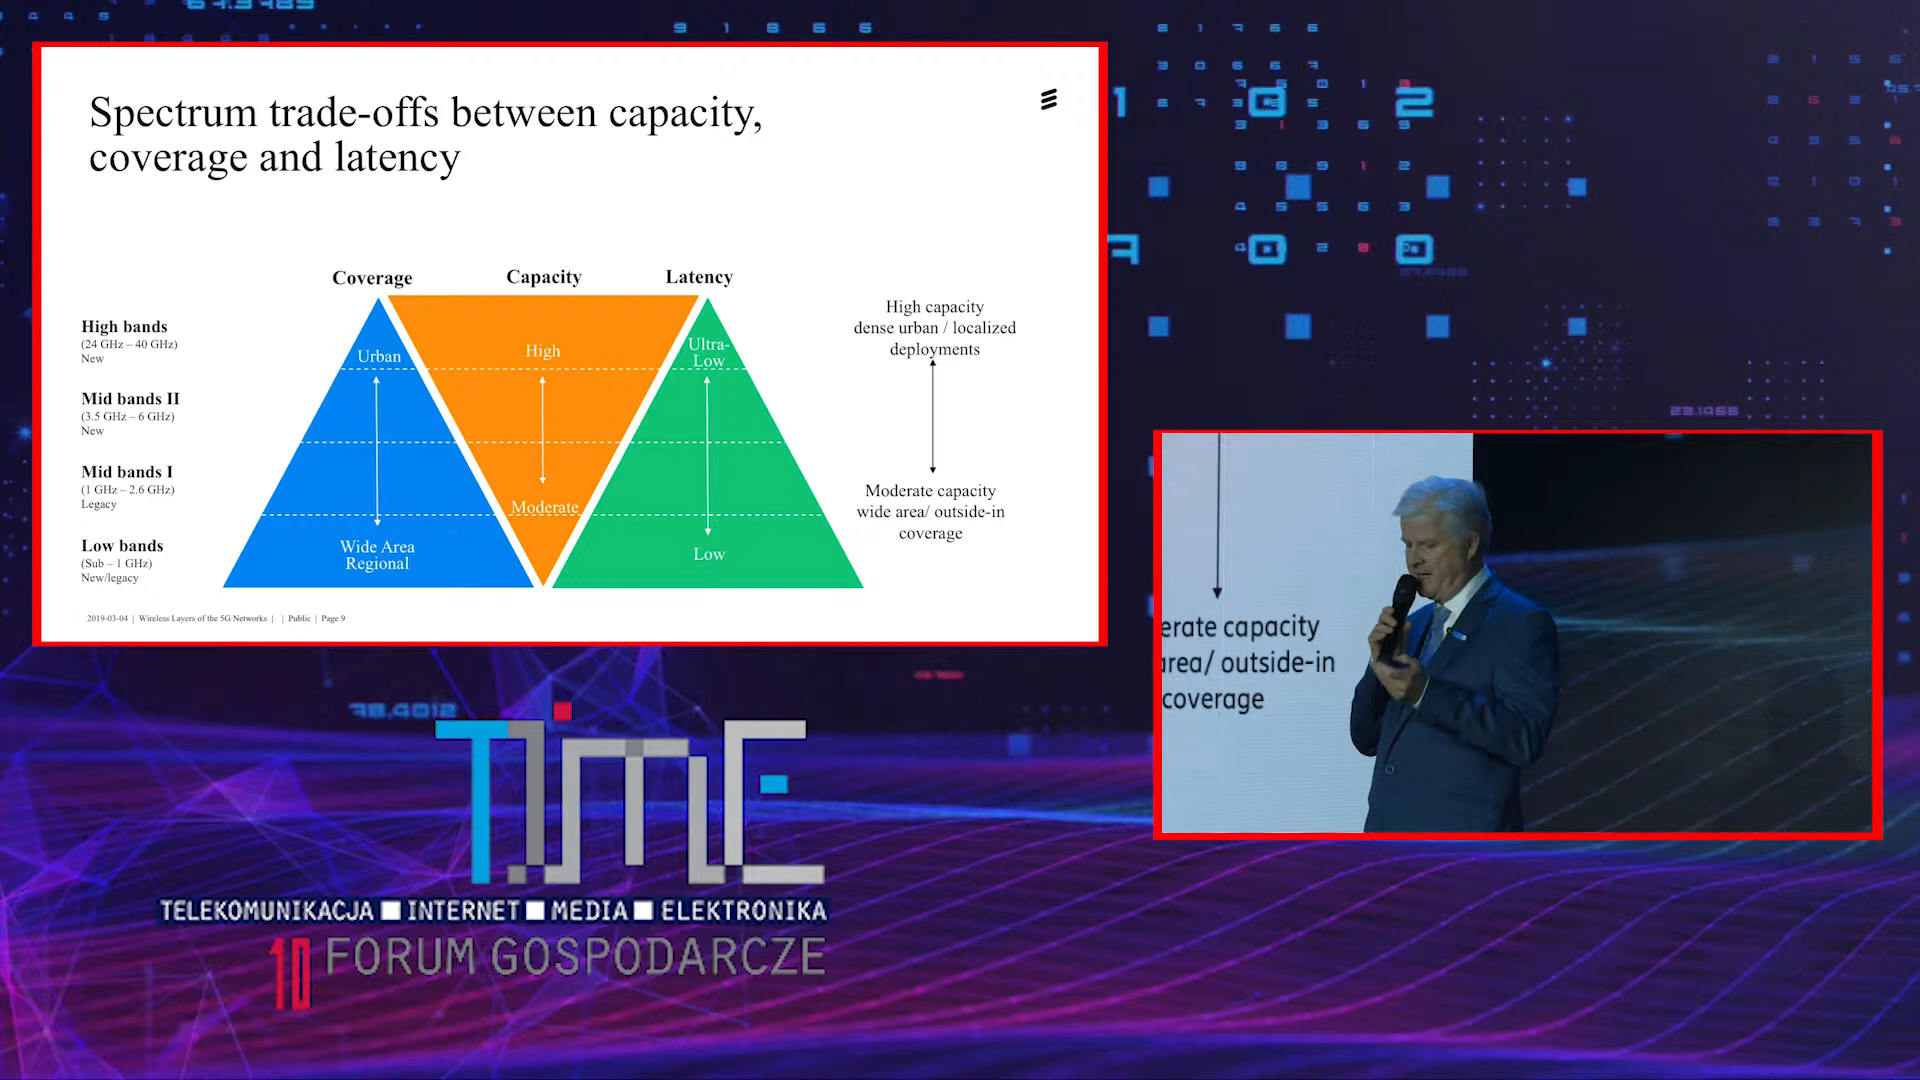 Spectrum trade-offs between capacity,
coverage and latency
Coverage
Capacity
Latency
High bands
(24 GHz – 40 GHz)
New
Mid bands II
(3.5 GHz – 6 GHz)
New
Mid bands I
(1 GHz – 2.6 GHz)
Legacy
Low bands
(Sub – 1 GHz)
New/legacy
Urban
Wide Area
Regional
High
Moderate
Ultra-
Low
Low
High capacity
dense urban / localized
deployments
Moderate capacity
wide area/ outside-in
coverage
2019-03-04 | Wireless Layers of the 5G Networks | | Public | Page 9
erate capacity
area/ outside-in
coverage
TIME
TELEKOMUNIKACJA ■ INTERNET ■ MEDIA ■ ELEKTRONIKA
10 FORUM GOSPODARCZE
78.4012
23.1456